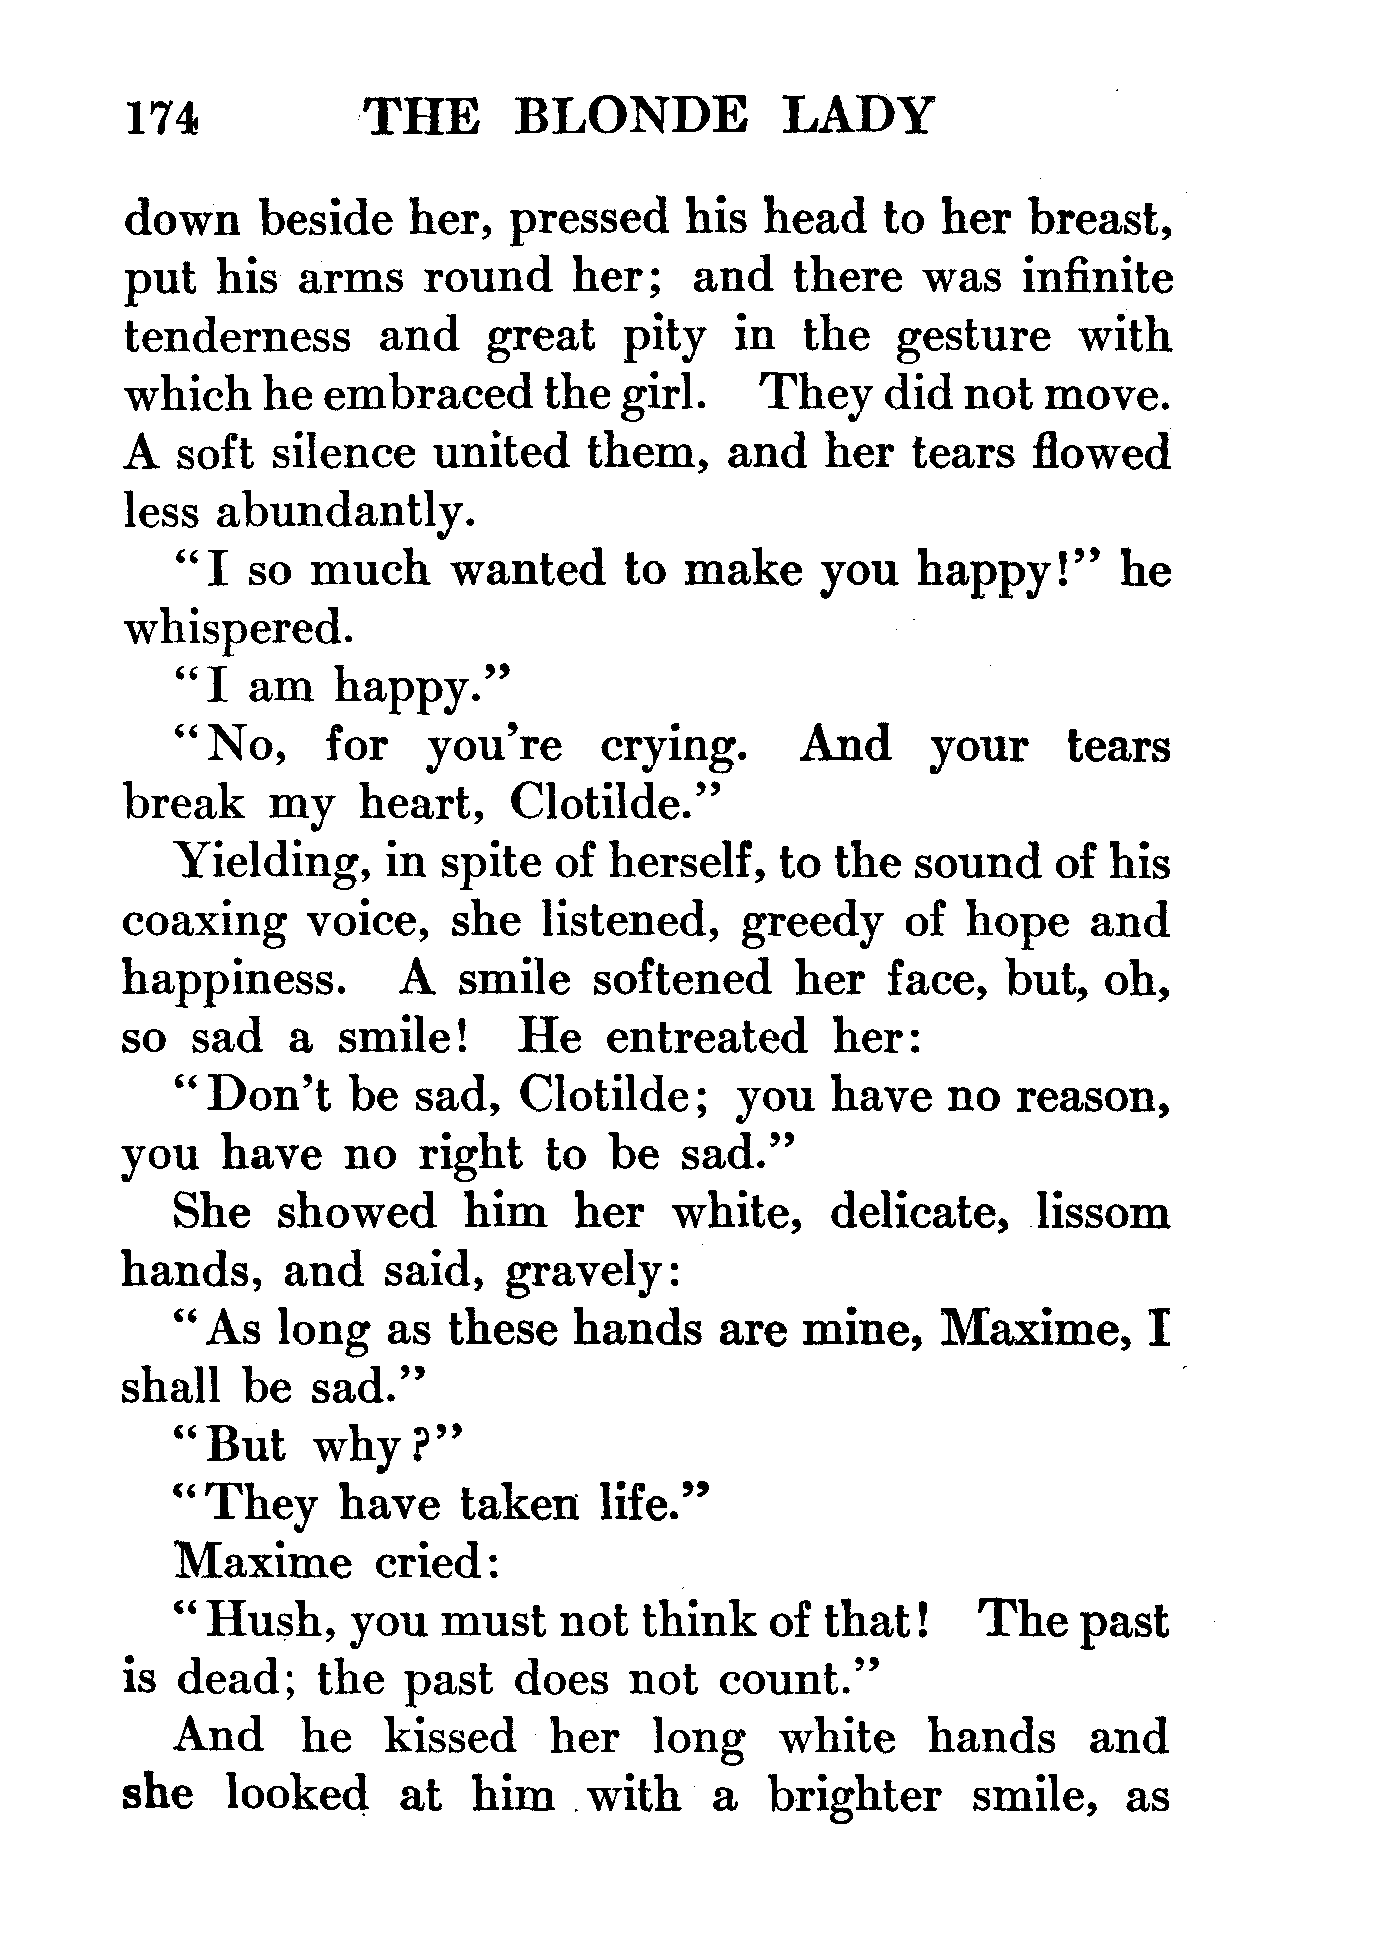 174 THE BLONDE LADY
down beside her, pressed his head to her breast,
put his arms round her; and there was infinite
tenderness and great pity in the gesture with
which he embraced the girl. They did not move.
A soft silence united them, and her tears flowed
less abundantly.
"I so much wanted to make you happy!" he
whispered.
"I am happy."
"No, for you're crying. And your tears
break my heart, Clotilde."
Yielding, in spite of herself, to the sound of his
coaxing voice, she listened, greedy of hope and
happiness. A smile softened her face, but, oh,
so sad a smile! He entreated her:
"Don't be sad, Clotilde; you have no reason,
you have no right to be sad."
She showed him her white, delicate, lissom
hands, and said, gravely:
"As long as these hands are mine, Maxime, I
shall be sad."
"But why?"
"They have taken life."
Maxime cried:
"Hush, you must not think of that! The past
is dead; the past does not count."
And he kissed her long white hands and
she looked at him with a brighter smile, as